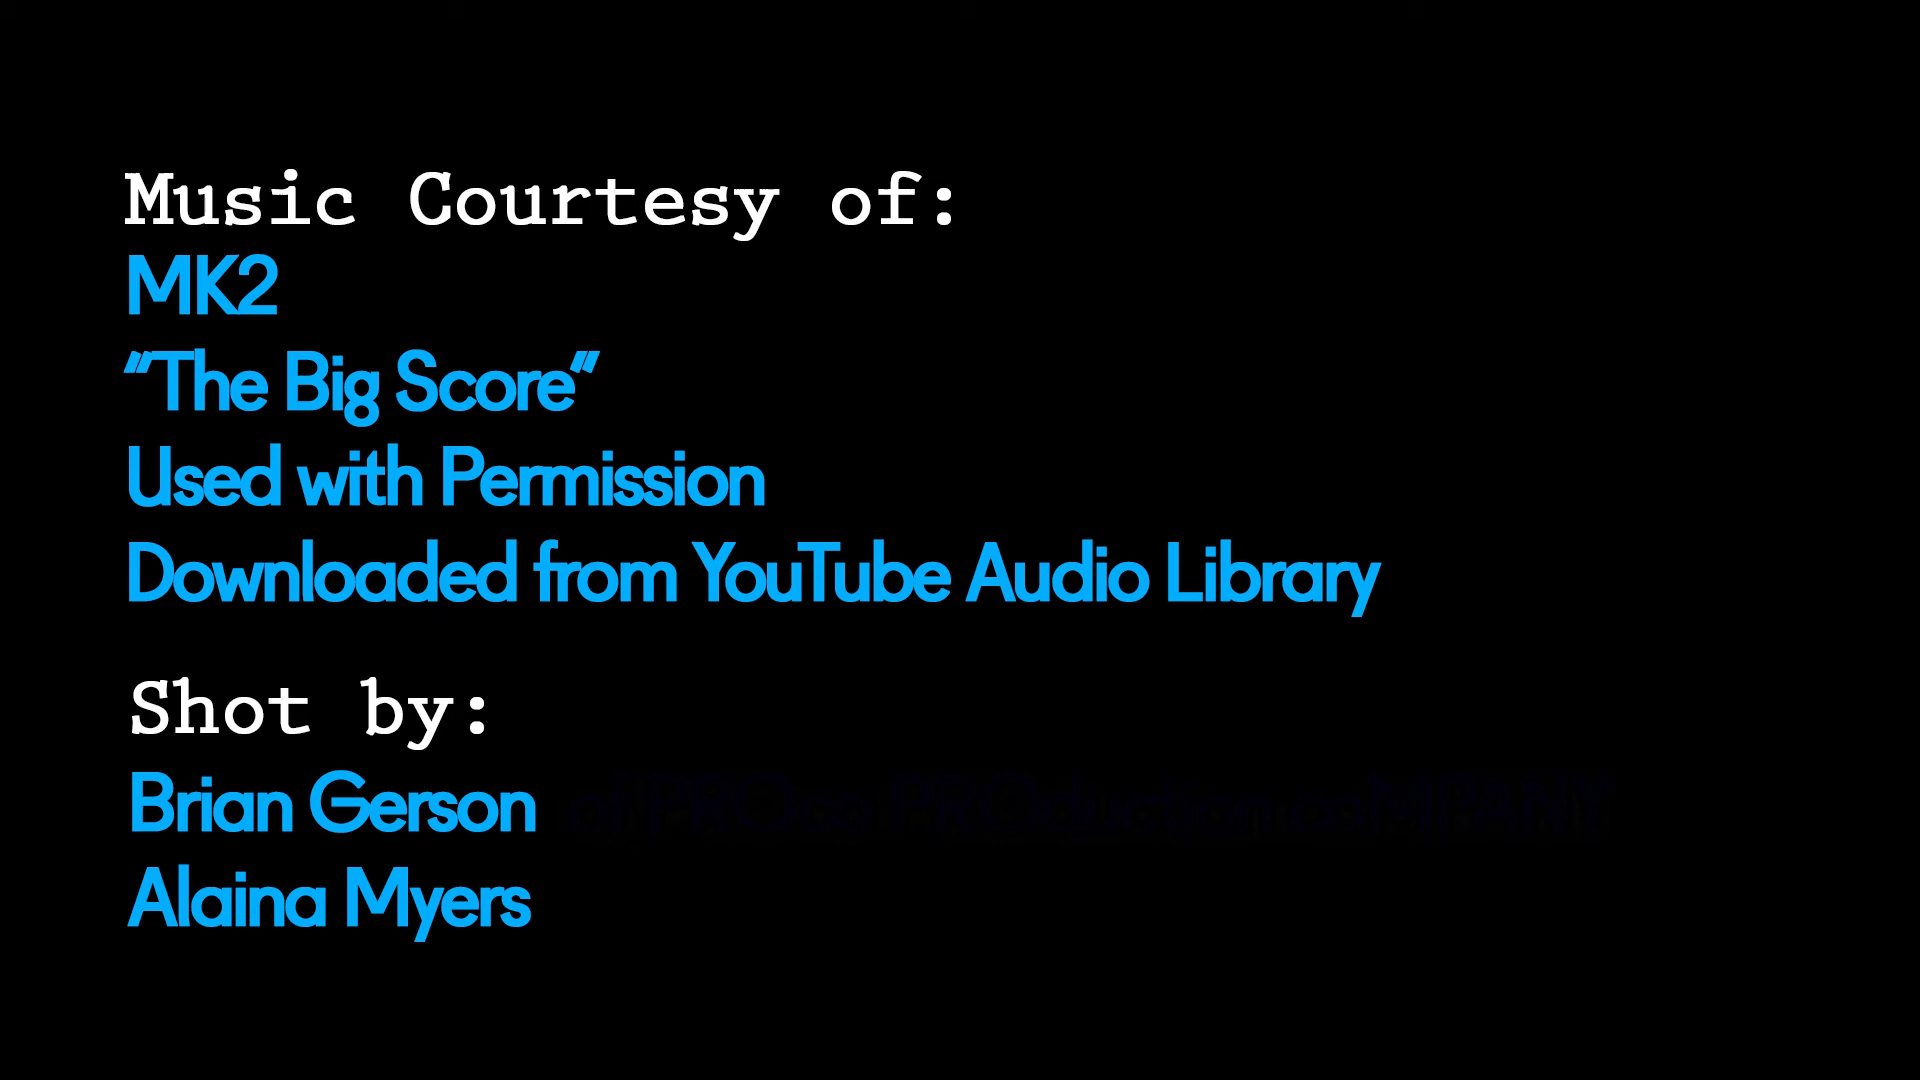 Music Courtesy of:
MK2
"The Big Score"
Used with Permission
Downloaded from YouTube Audio Library
Shot by:
Brian Gerson
Alaina Myers